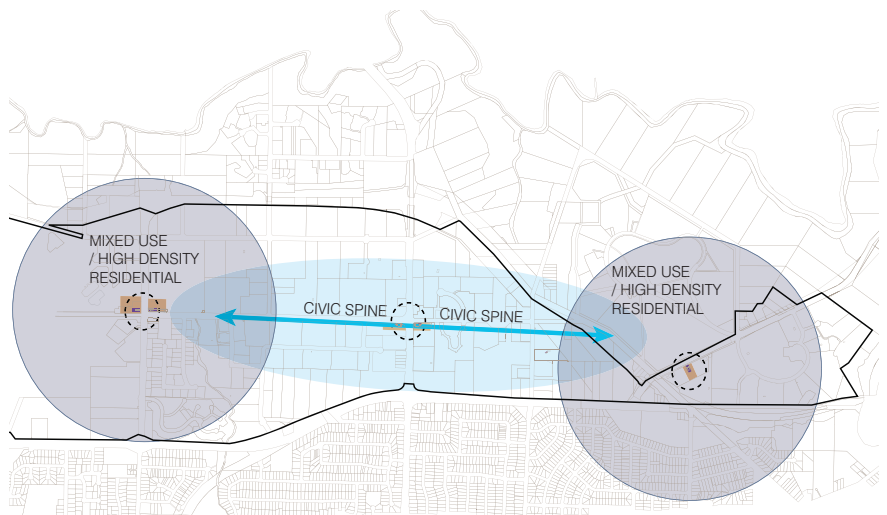 MIXED USE
/ HIGH DENSITY
RESIDENTIAL
CIVIC SPINE
CIVIC SPINE
MIXED USE
/ HIGH DENSITY
RESIDENTIAL